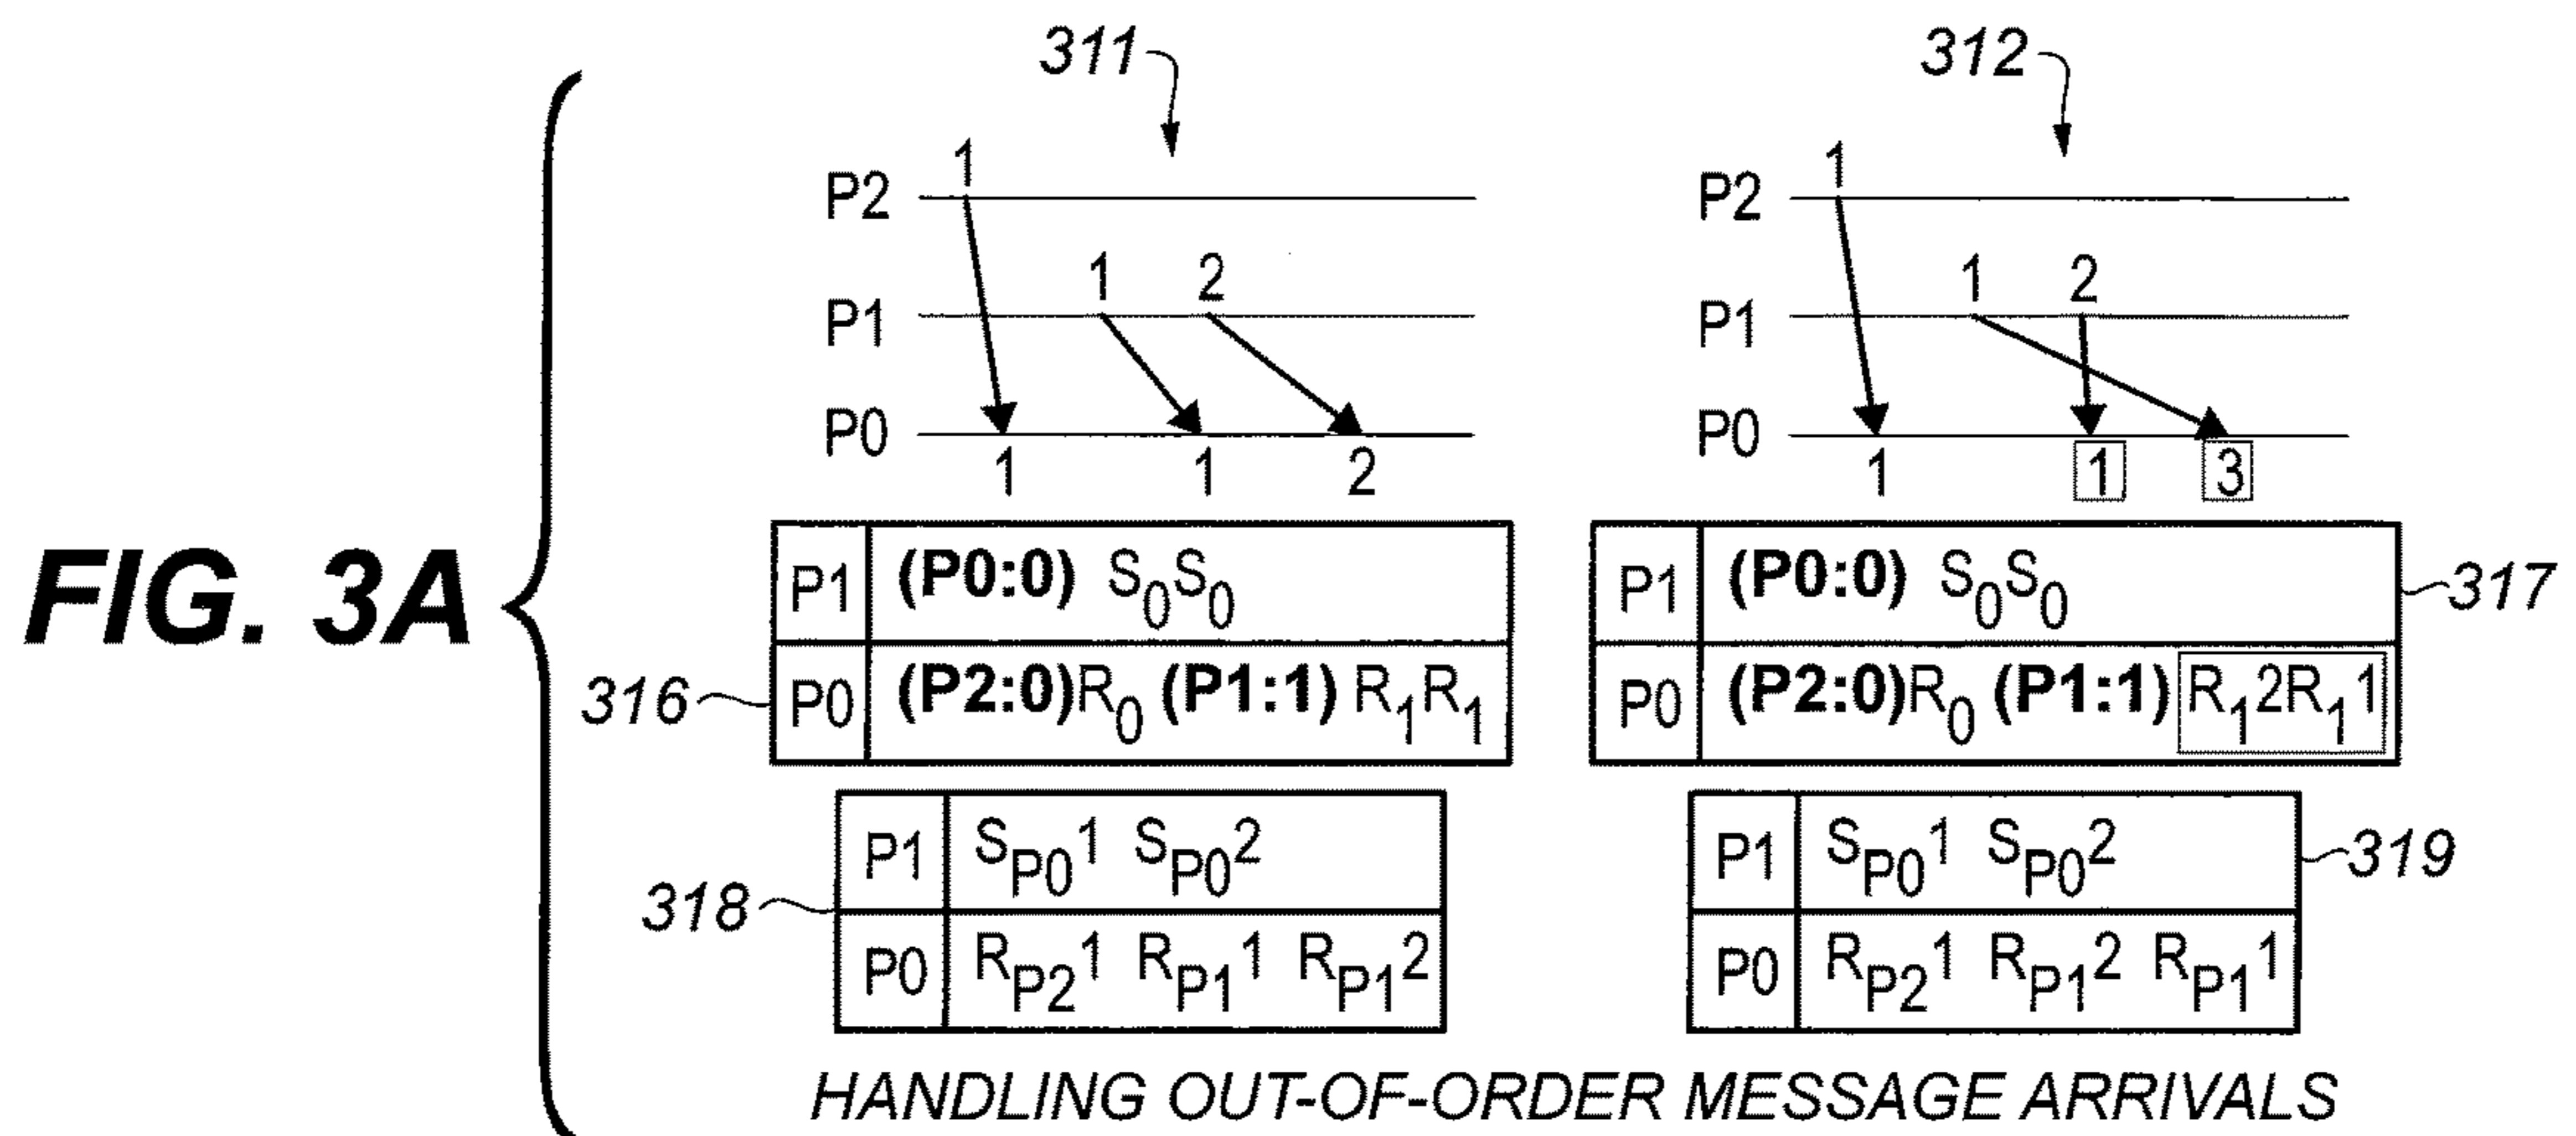 311 312
1 1
P2 P2
1 2 1 2
P1 P1
P0 P0
1 1 2 1 1 3
FIG. 3A
P1 (P0:0) S0S0 P1 (P0:0) S0S0 317
316 P0 (P2:0)R0 (P1:1) R1R1 P0 (P2:0)R0 (P1:1) R12R11
P1 SP01 SP02 P1 SP01 SP02 319
318 P0 RP21 RP11 RP12 P0 RP21 RP12 RP11
HANDLING OUT-OF-ORDER MESSAGE ARRIVALS